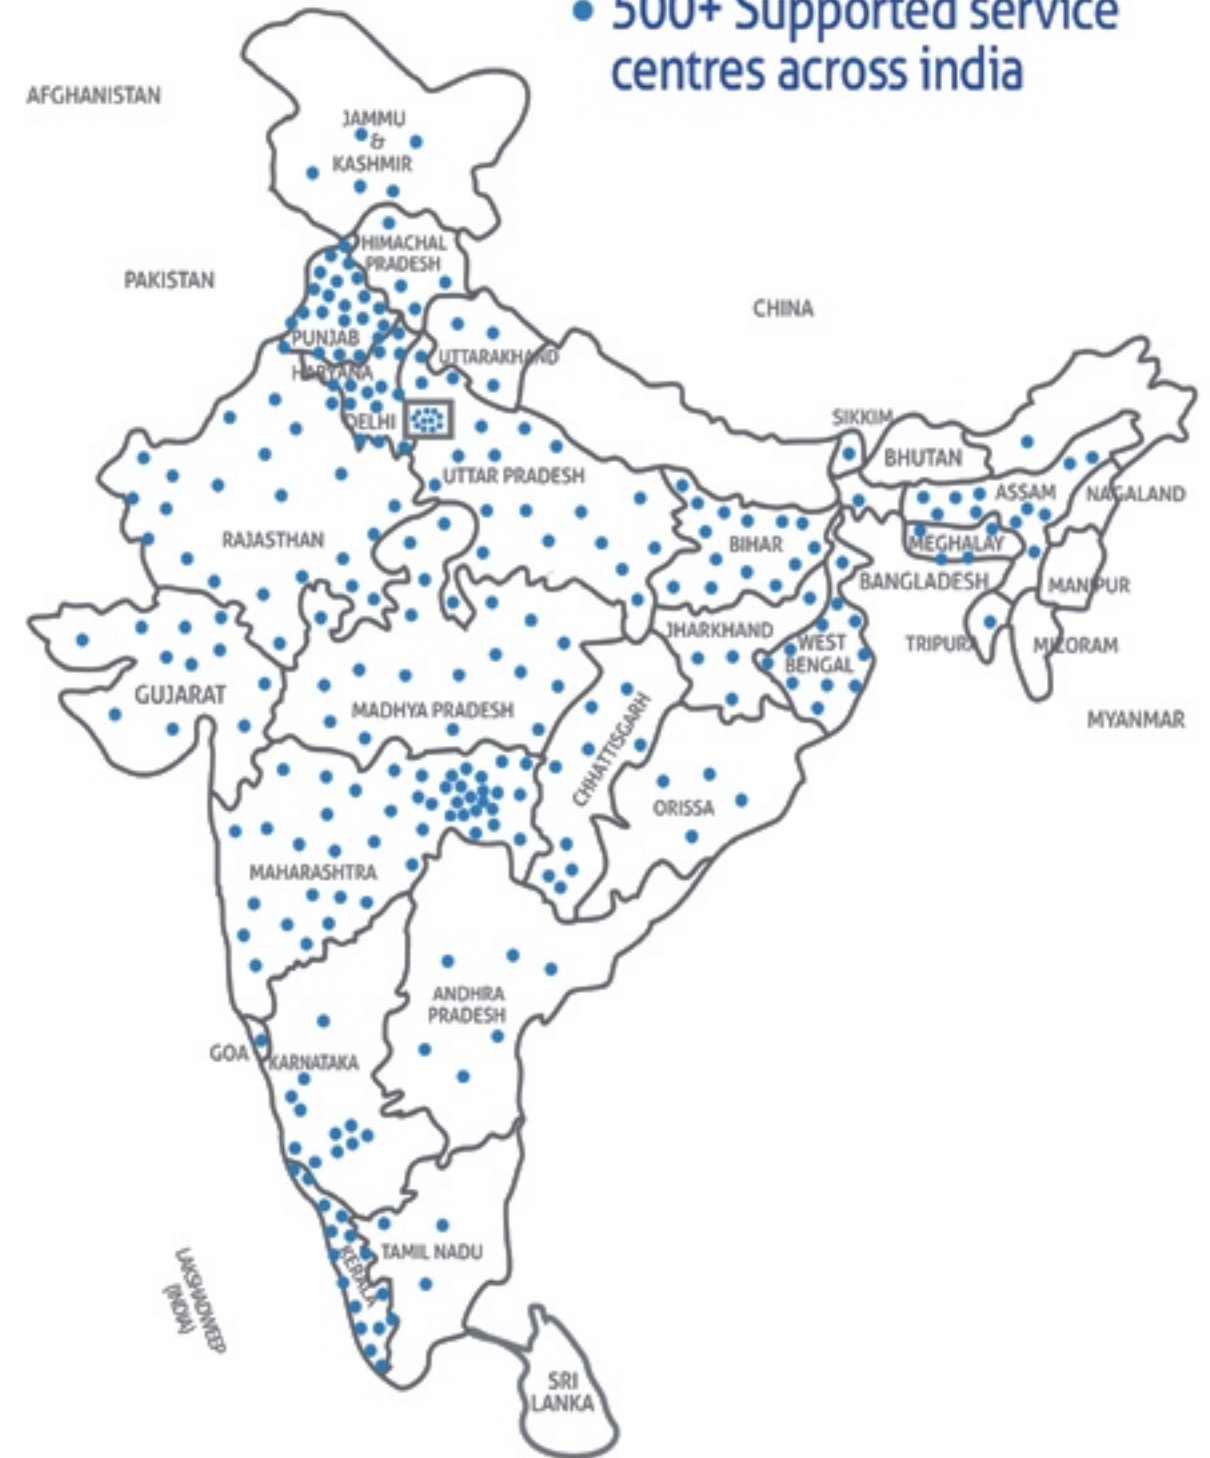 500+ Supported service
centres across india
AFGHANISTAN
JAMMU
&
KASHMIR
HIMACHAL
PRADESH
PAKISTAN
CHINA
PUNJAB
UTTARAKHAND
HARYANA
DELHI
SIKKIM
BHUTAN
UTTAR PRADESH
ASSAM
NAGALAND
RAJASTHAN
BIHAR
MEGHALAY
BANGLADESH
MANIPUR
JHARKHAND
WEST
BENGAL
TRIPURA
MIZORAM
GUJARAT
MADHYA PRADESH
MYANMAR
CHHATTISGARH
ORISSA
MAHARASHTRA
ANDHRA
PRADESH
GOA
KARNATAKA
KERALA
TAMIL NADU
LAKSHADWEEP
(INDIA)
SRI
LANKA